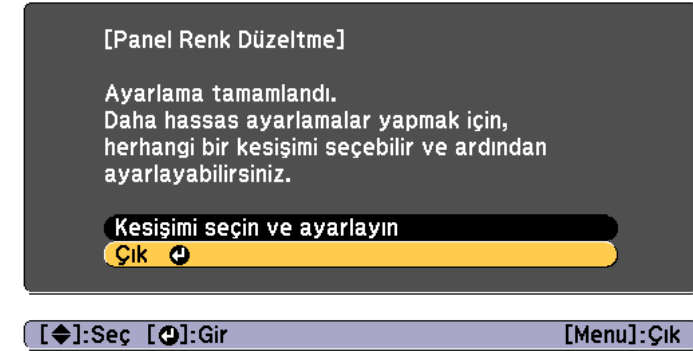 [Panel Renk Düzeltme]
Ayarlama tamamlandı.
Daha hassas ayarlamalar yapmak için,
herhangi bir kesişimi seçebilir ve ardından
ayarlayabilirsiniz.
Kesişimi seçin ve ayarlayın
Çık
[]:Seç []:Gir [Menu]:Çık